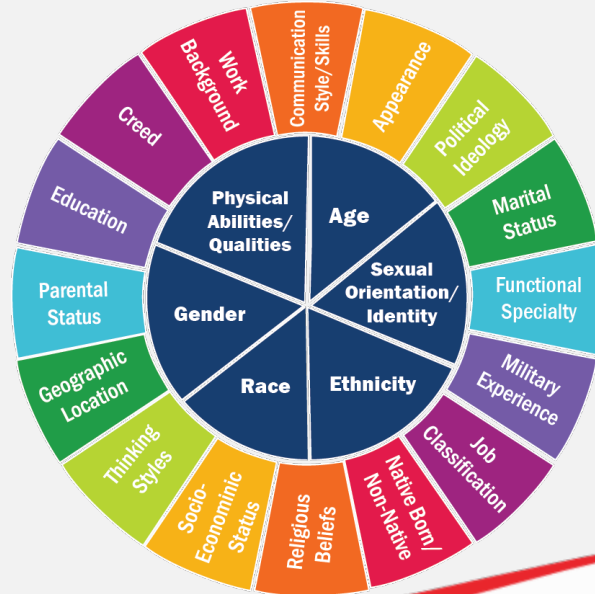 Communication
Style/Skills
Appearance
Political
Ideology
Marital
Status
Functional
Specialty
Military
Experience
Job
Classification
Native Born/
Non-Native
Religious
Beliefs
Socio-
Econominic
Status
Thinking
Styles
Geographic
Location
Parental
Status
Education
Creed
Work
Background
Physical
Abilities/
Qualities
Age
Sexual
Orientation/
Identity
Ethnicity
Race
Gender